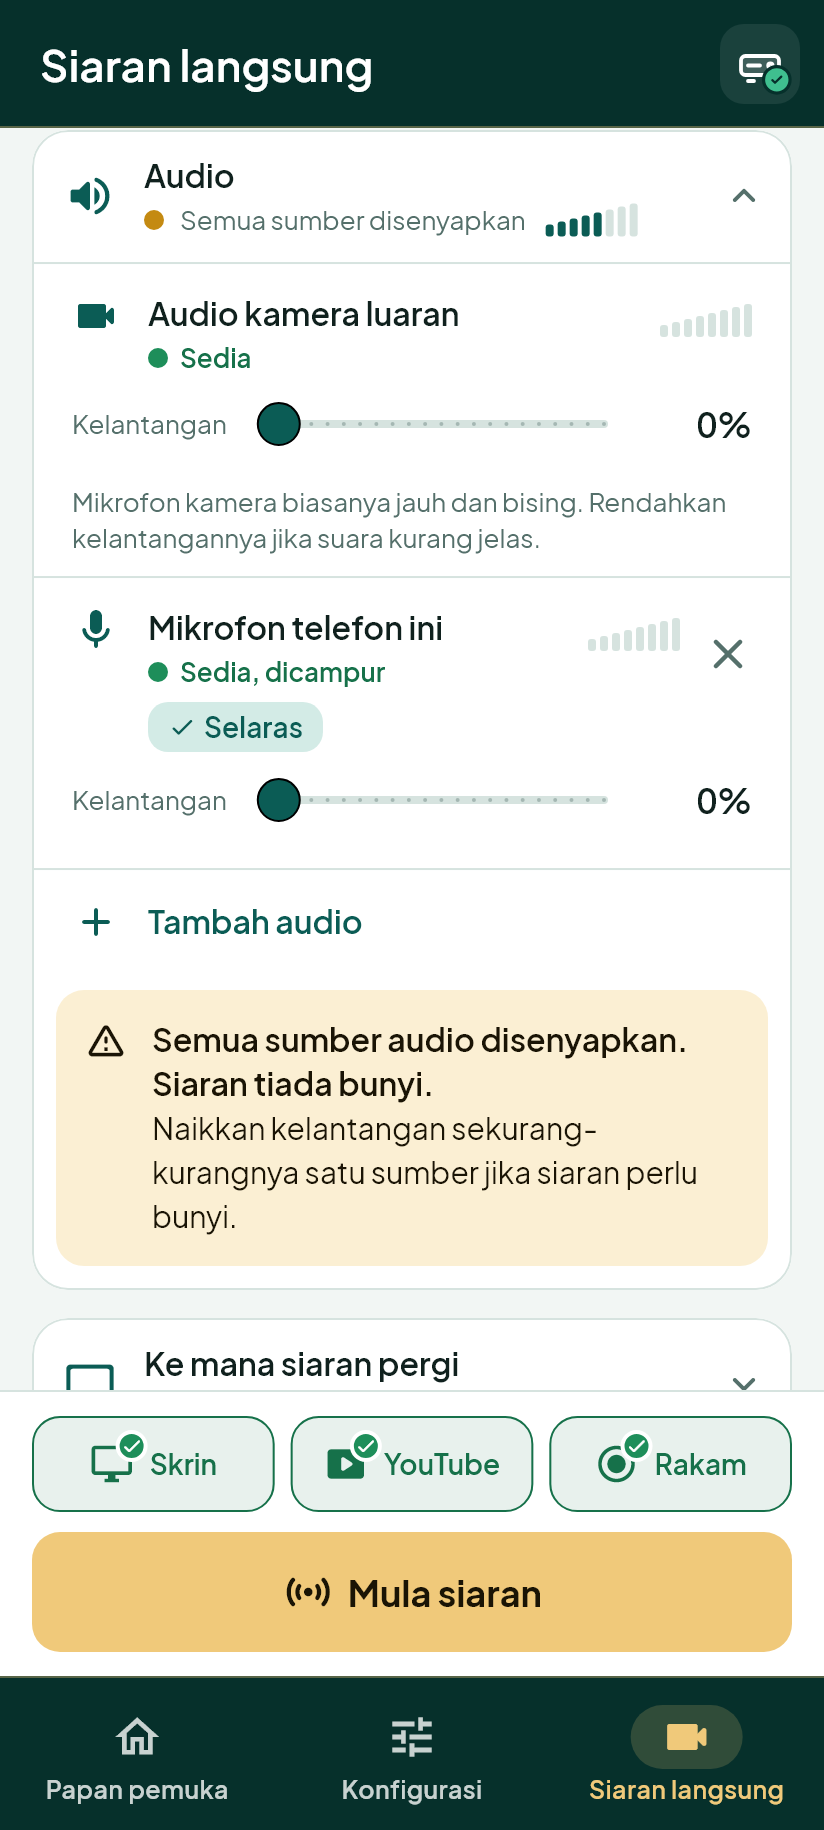 Siaran langsung
Audio
Semua sumber disenyapkan
Audio kamera luaran
Sedia
Kelantangan
0%
Mikrofon kamera biasanya jauh dan bising. Rendahkan
kelantangannya jika suara kurang jelas.
Mikrofon telefon ini
Sedia, dicampur
Selaras
Kelantangan
0%
Tambah audio
Semua sumber audio disenyapkan.
Siaran tiada bunyi.
Naikkan kelantangan sekurang-
kurangnya satu sumber jika siaran perlu
bunyi.
Ke mana siaran pergi
Skrin
YouTube
Rakam
Mula siaran
Papan pemuka
Konfigurasi
Siaran langsung